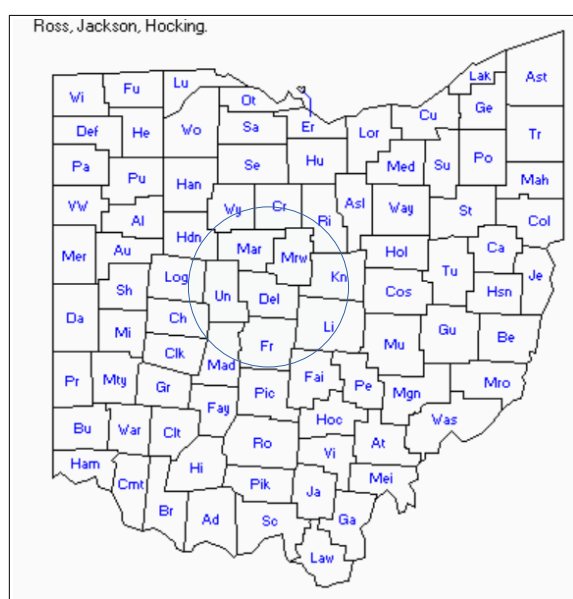 Ross, Jackson, Hocking.
Wi Fu Lu Ot Lak Ast
Def He Wo Sa Er Lor Cu Ge Tr
Pa Pu Han Se Hu Med Su Po Mah
VW Al Wy Cr Ri Asl Way St Col
Mer Au Hdn Mar Mrw Kn Hol Tu Ca Je
Sh Log Un Del Cos Hsn
Da Mi Ch Li Mu Gu Be
Clk Mad Fr
Pr Mty Gr Pic Fai Pe Mgn Mro
Bu War Clt Fay Ro Hoc At Was
Ham Cmt Hi Pik Vi Mei
Br Ad Sc Ja Ga
Law